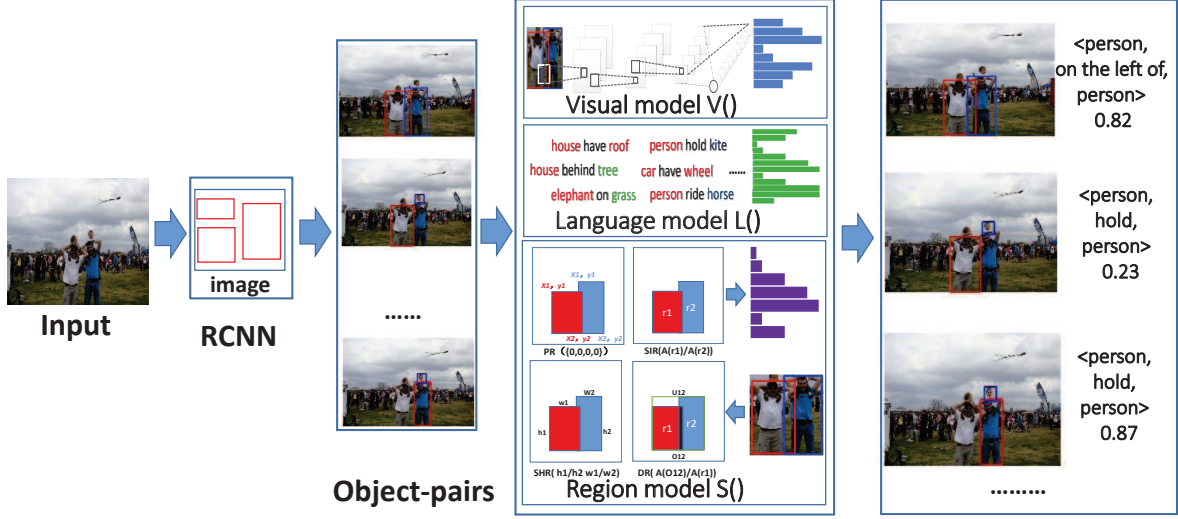 Input
image
RCNN
......
Object-pairs
Visual model V()
house have roof person hold kite
house behind tree car have wheel ......
elephant on grass person ride horse
Language model L()
X1, y1
X1, y1
X2, y2 X2, y2
PR ({0,0,0,0})
r1 r2
SIR(A(r1)/A(r2))
w1 W2
h1 h2
SHR( h1/h2 w1/w2)
U12
r1 r2
O12
DR( A(O12)/A(r1))
Region model S()
<person,
on the left of,
person>
0.82
<person,
hold,
person>
0.23
<person,
hold,
person>
0.87
.........